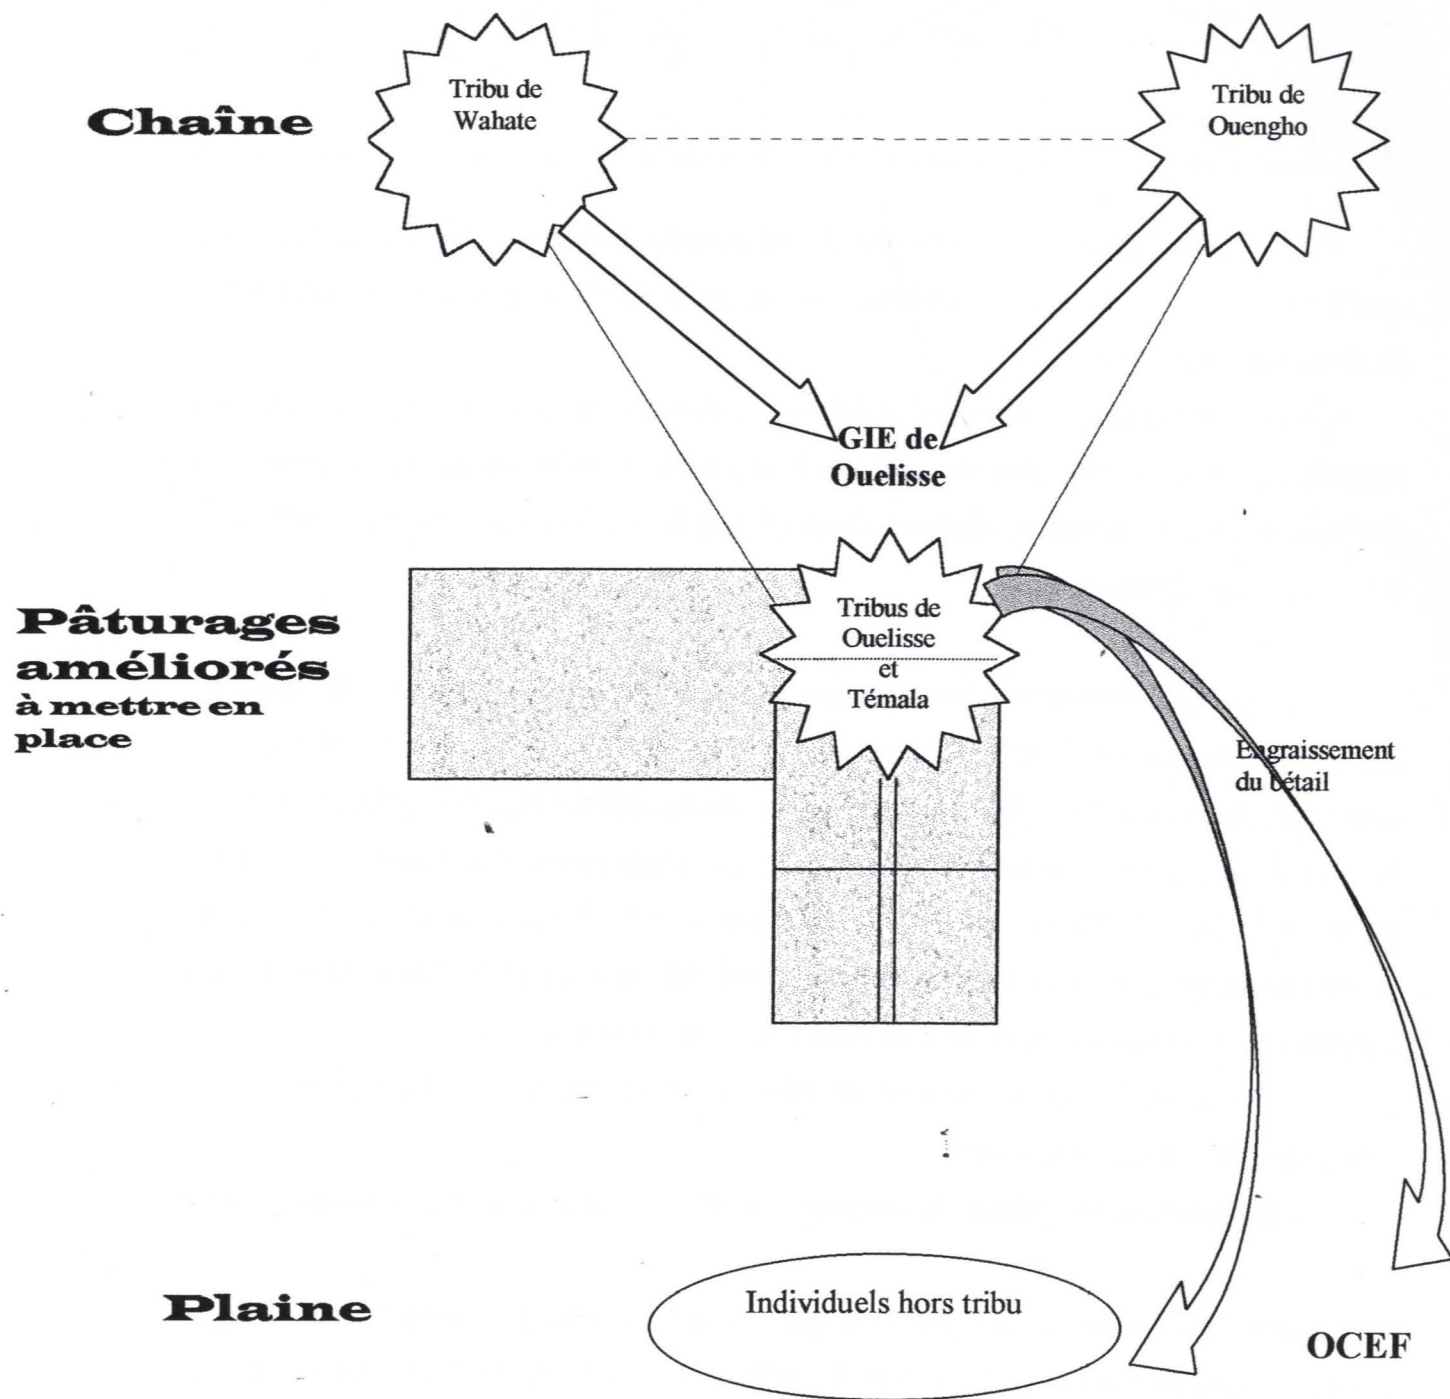 Chaîne
Tribu de
Wahate
Tribu de
Ouengho
GIE de
Ouelisse
Pâturages
améliorés
à mettre en
place
Tribus de
Ouelisse
et
Témala
Engraissement
du bétail
Plaine
Individuels hors tribu
OCEF